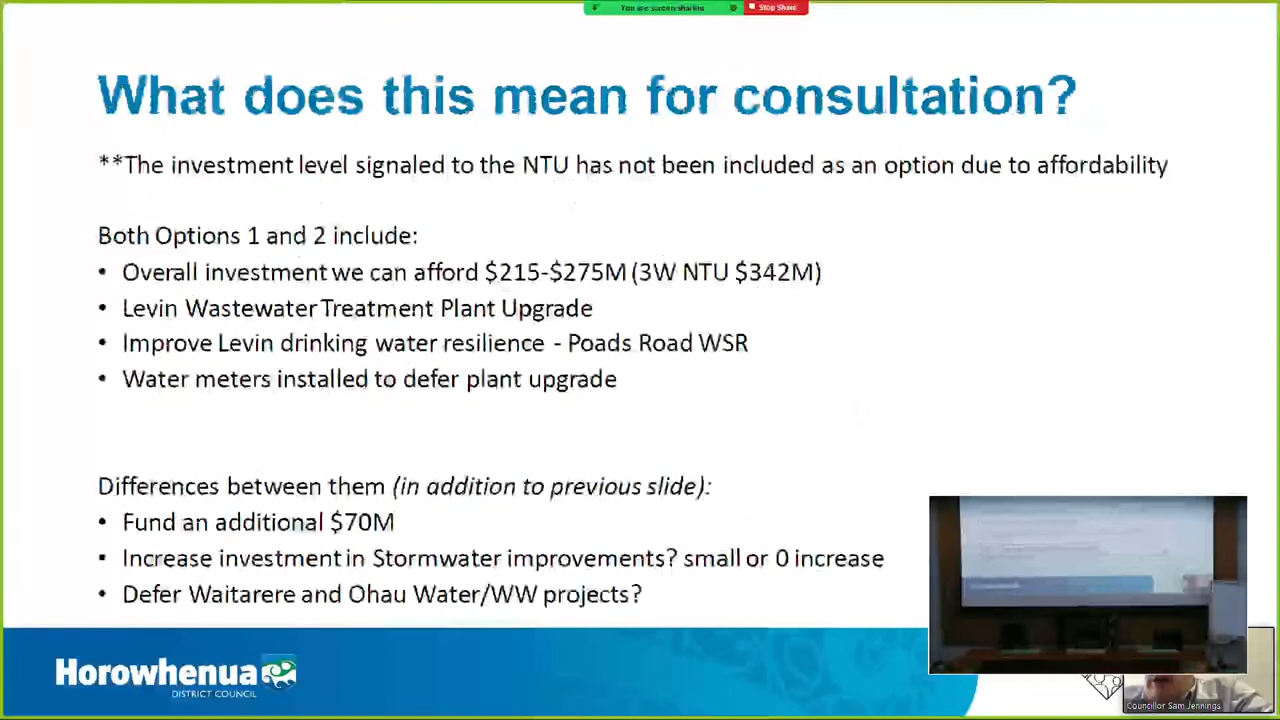 You are screen sharing
Stop Share
What does this mean for consultation?
**The investment level signaled to the NTU has not been included as an option due to affordability
Both Options 1 and 2 include:
• Overall investment we can afford $215-$275M (3W NTU $342M)
• Levin Wastewater Treatment Plant Upgrade
• Improve Levin drinking water resilience - Poads Road WSR
• Water meters installed to defer plant upgrade
Differences between them (in addition to previous slide):
• Fund an additional $70M
• Increase investment in Stormwater improvements? small or 0 increase
• Defer Waitarere and Ohau Water/WW projects?
Horowhenua
DISTRICT COUNCIL
Councillor Sam Jennings